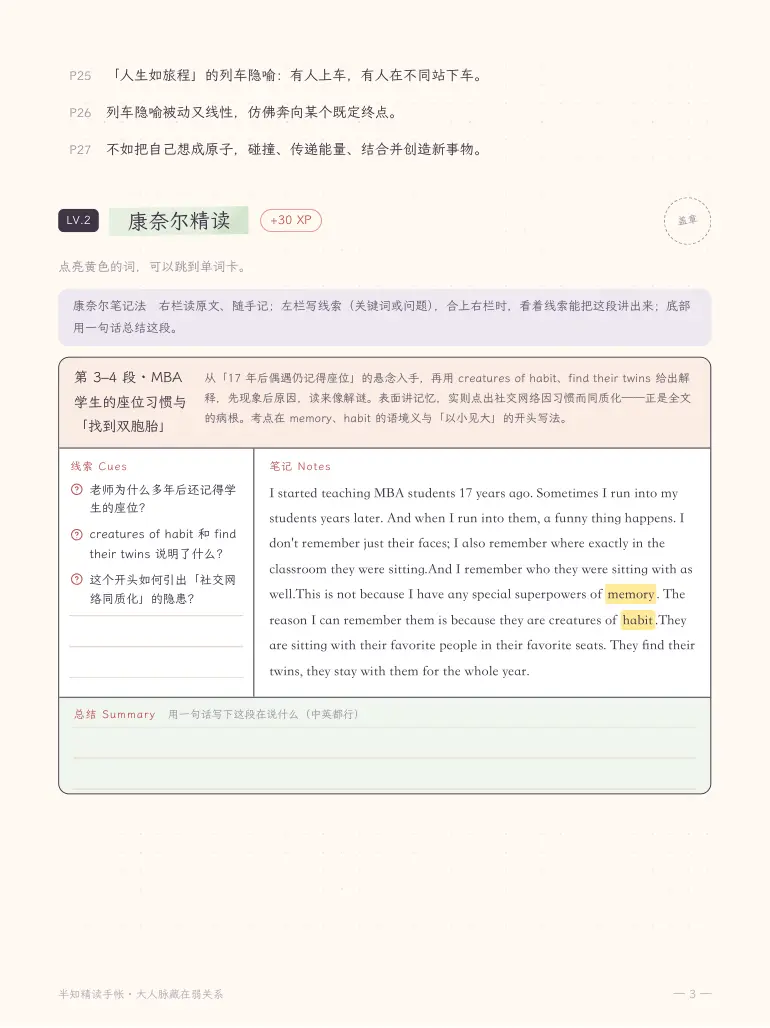 P25 「人生如旅程」的列车隐喻：有人上车，有人在不同站下车。
P26 列车隐喻被动又线性，仿佛奔向某个既定终点。
P27 不如把自己想成原子，碰撞、传递能量、结合并创造新事物。
LV.2 康奈尔精读 +30 XP 盖章
点亮黄色的词，可以跳到单词卡。
康奈尔笔记法 右栏读原文、随手记；左栏写线索（关键词或问题），合上右栏时，看着线索能把这段讲出来；底部
用一句话总结这段。
第 3–4 段·MBA
学生的座位习惯与
「找到双胞胎」
从「17 年后偶遇仍记得座位」的悬念入手，再用 creatures of habit、find their twins 给出解
释，先现象后原因，读来像解谜。表面讲记忆，实则点出社交网络因习惯而同质化——正是全文
的病根。考点在 memory、habit 的语境义与「以小见大」的开头写法。
线索 Cues
老师为什么多年后还记得学
生的座位？
creatures of habit 和 find
their twins 说明了什么？
这个开头如何引出「社交网
络同质化」的隐患？
笔记 Notes
I started teaching MBA students 17 years ago. Sometimes I run into my
students years later. And when I run into them, a funny thing happens. I
don't remember just their faces; I also remember where exactly in the
classroom they were sitting.And I remember who they were sitting with as
well.This is not because I have any special superpowers of memory. The
reason I can remember them is because they are creatures of habit.They
are sitting with their favorite people in their favorite seats. They find their
twins, they stay with them for the whole year.
总结 Summary 用一句话写下这段在说什么（中英都行）
半知精读手帐·大人脉藏在弱关系
— 3 —